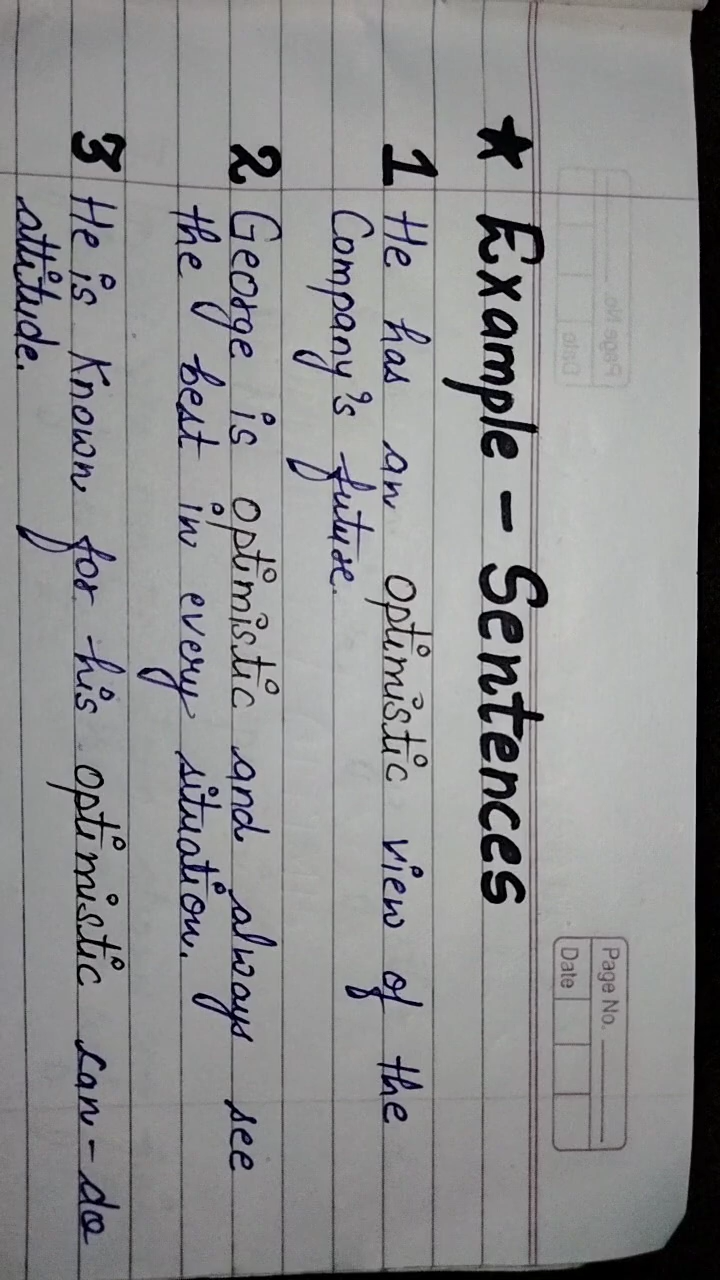 Page No.
Date
★ Example - Sentences
1 He has an optimistic view of the
Company's future.
2 George is optimistic and always see
the best in every situation.
3 He is Known for his optimistic can-do
attitude.